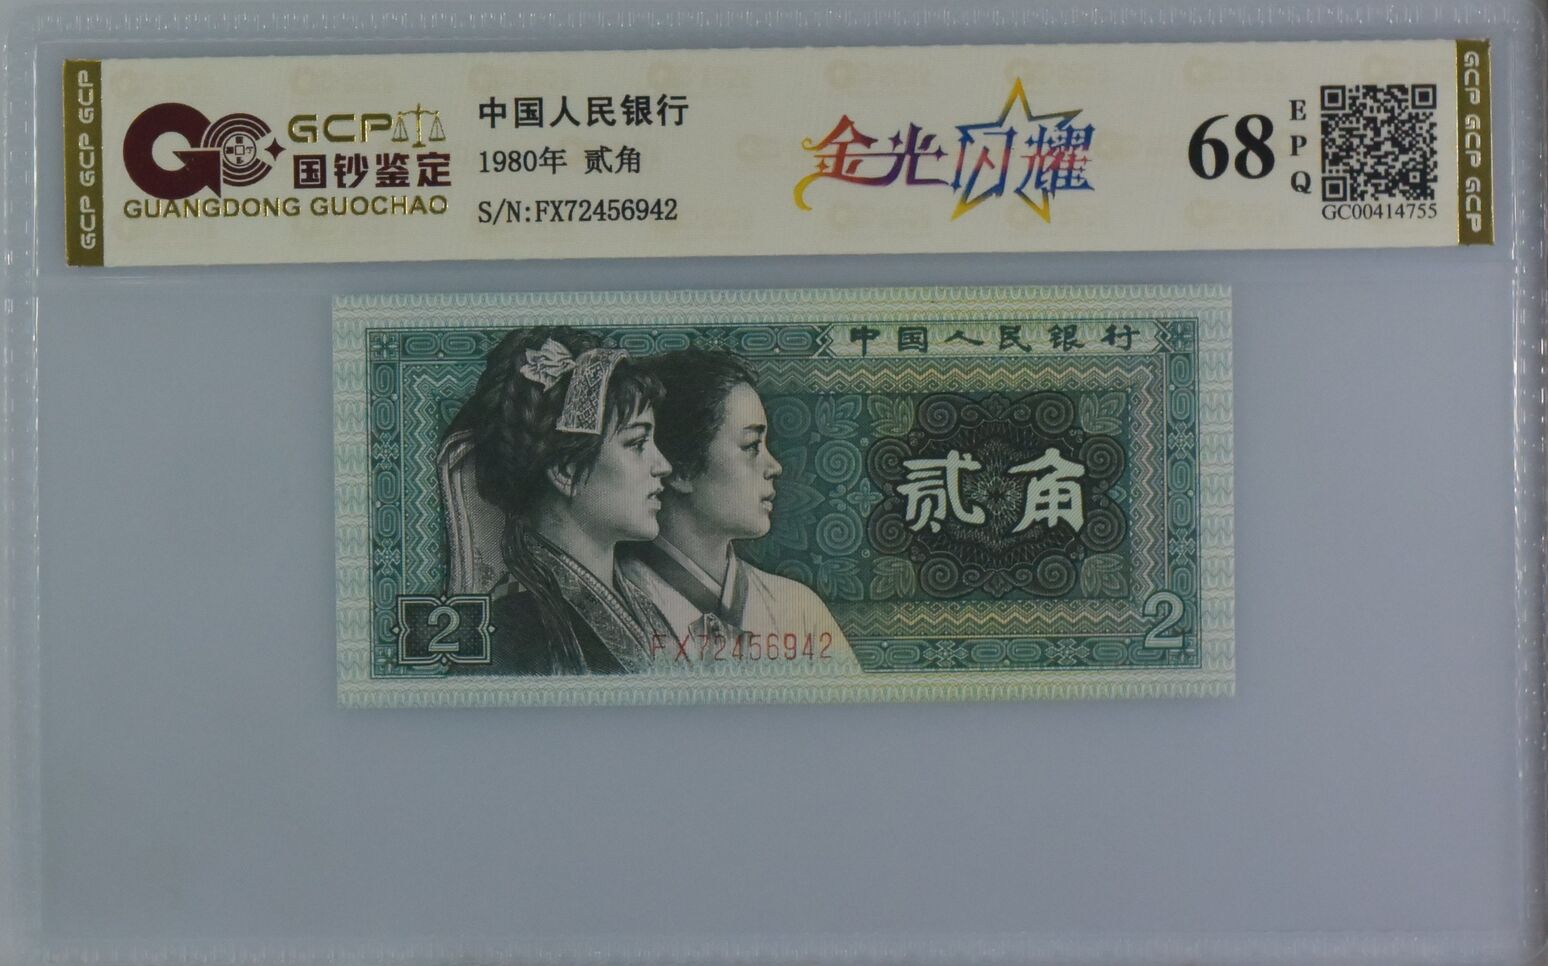 GCP GCP GCP
GCP
国钞鉴定
GUANGDONG GUOCHAO
中国人民银行
1980年 贰角
S/N:FX72456942
金光闪耀
68
EPQ
GC00414755
GCP GCP GCP
中国人民银行
贰角
2
2
FX72456942